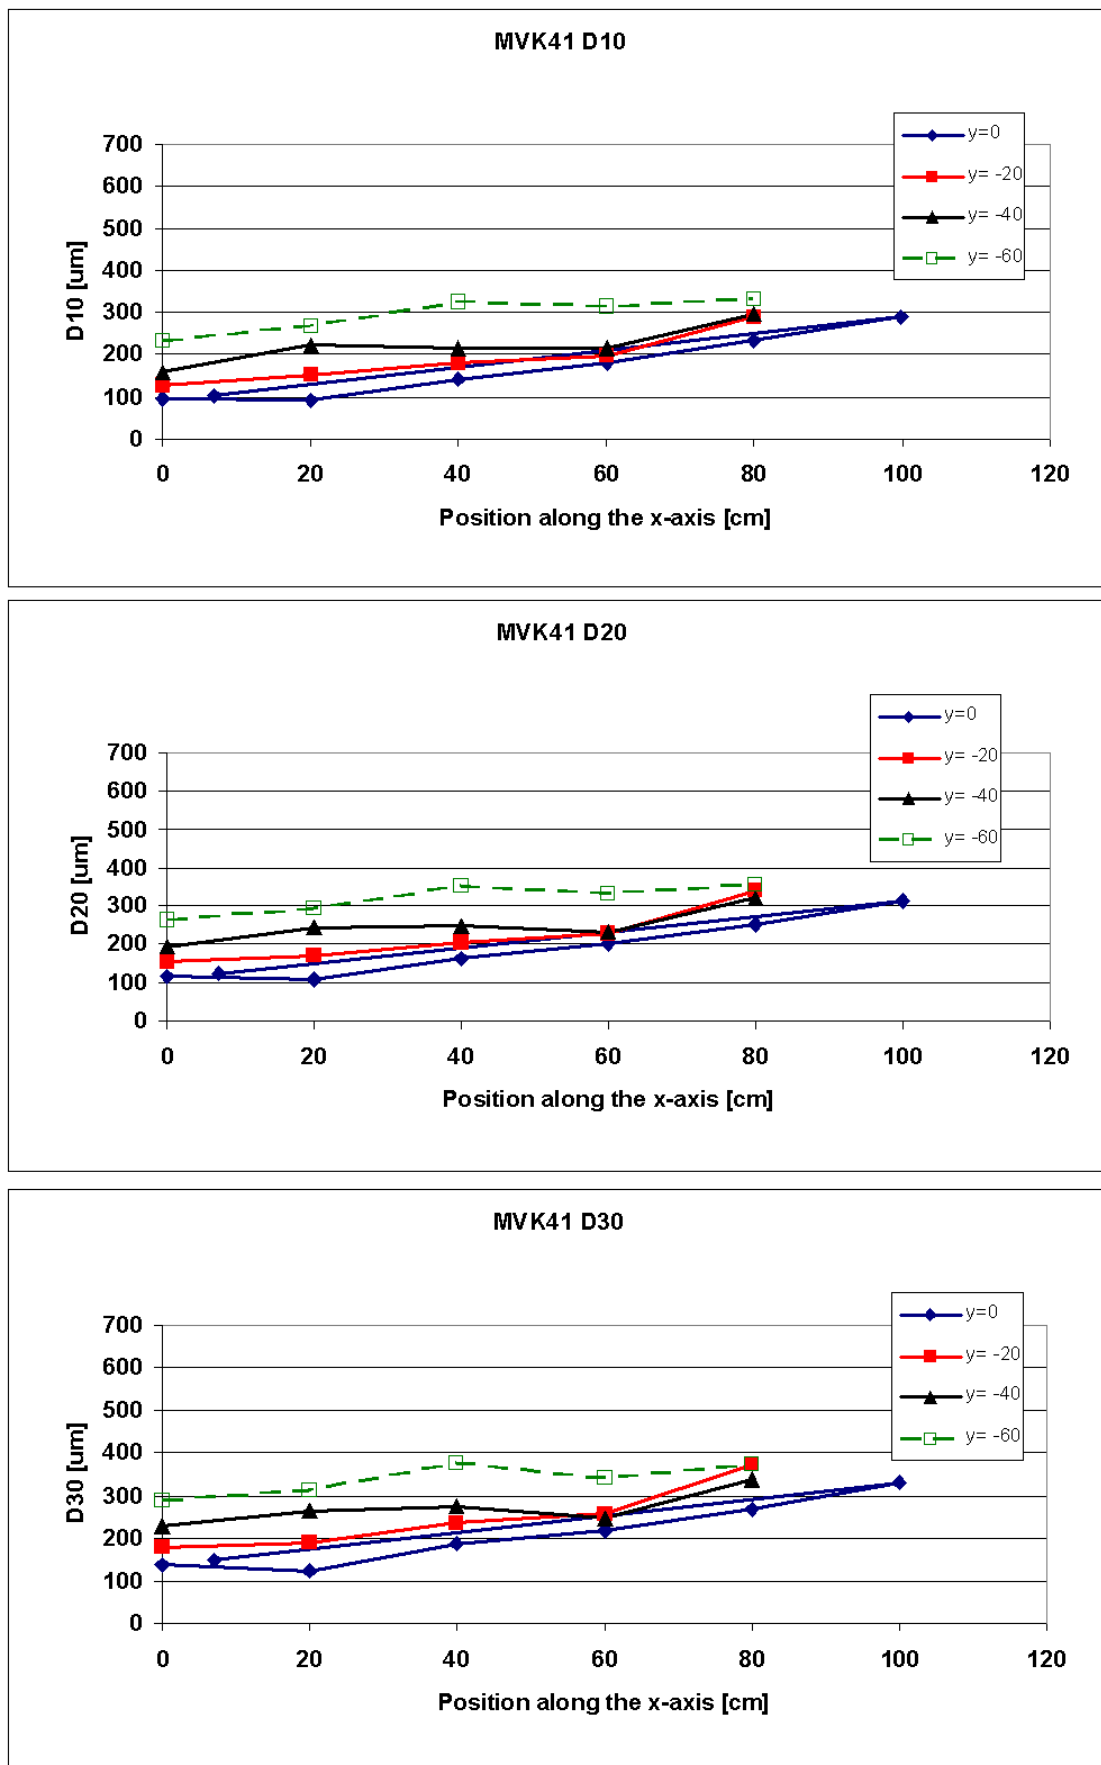 MVK41 D10
y=0
y= -20
y= -40
y= -60
700
600
500
400
300
200
100
0
D10 [um]
0 20 40 60 80 100 120
Position along the x-axis [cm]
MVK41 D20
y=0
y= -20
y= -40
y= -60
700
600
500
400
300
200
100
0
D20 [um]
0 20 40 60 80 100 120
Position along the x-axis [cm]
MVK41 D30
y=0
y= -20
y= -40
y= -60
700
600
500
400
300
200
100
0
D30 [um]
0 20 40 60 80 100 120
Position along the x-axis [cm]